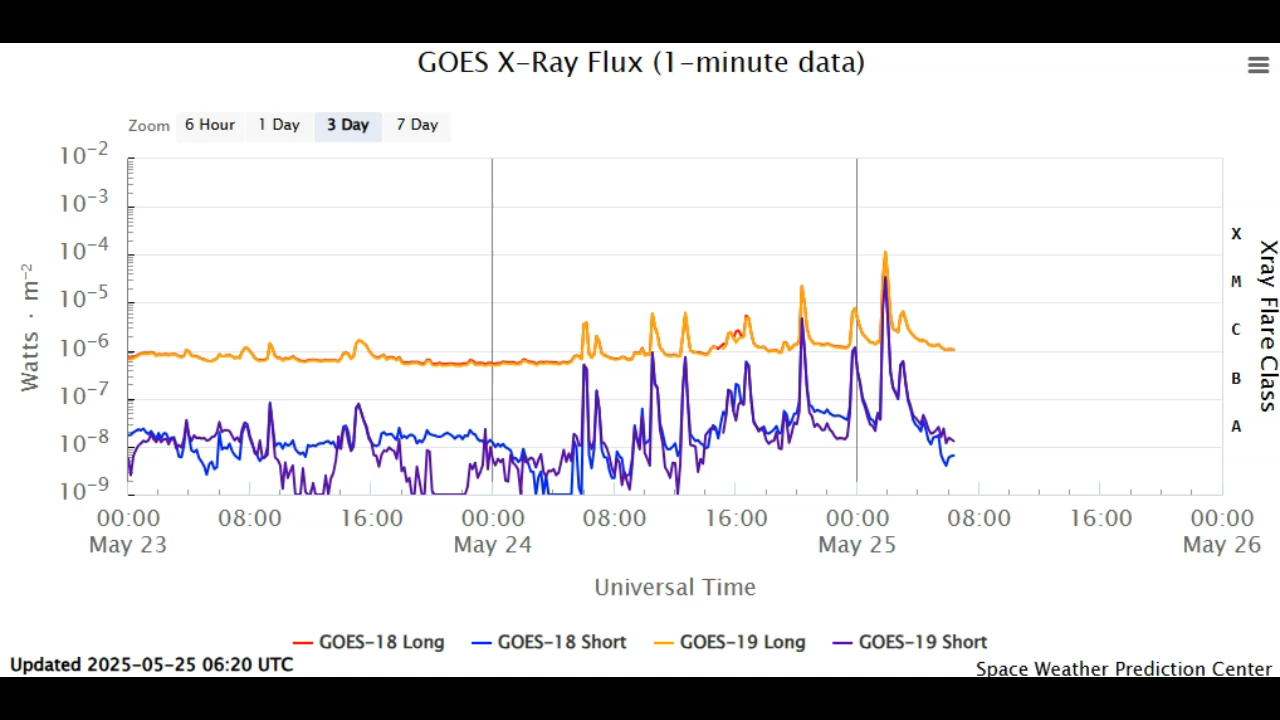 GOES X-Ray Flux (1-minute data)
Zoom 6 Hour 1 Day 3 Day 7 Day
10⁻²
10⁻³
10⁻⁴
10⁻⁵
10⁻⁶
10⁻⁷
10⁻⁸
10⁻⁹
Watts · m⁻²
X
M
C
B
A
Xray Flare Class
00:00 08:00 16:00 00:00 08:00 16:00 00:00 08:00 16:00 00:00
May 23 May 24 May 25 May 26
Universal Time
GOES-18 Long GOES-18 Short GOES-19 Long GOES-19 Short
Updated 2025-05-25 06:20 UTC
Space Weather Prediction Center